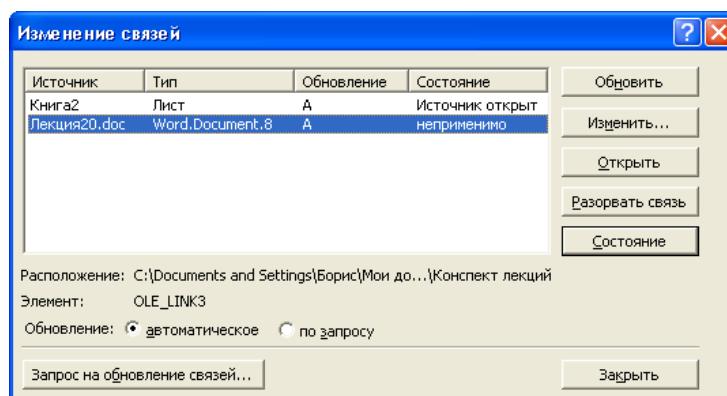 Изменение связей
Источник Тип Обновление Состояние
Книга2 Лист А Источник открыт
Лекция20.doc Word.Document.8 А неприменимо
Обновить
Изменить...
Открыть
Разорвать связь
Состояние
Расположение: C:\Documents and Settings\Борис\Мои до...\Конспект лекций
Элемент: OLE_LINK3
Обновление: автоматическое по запросу
Запрос на обновление связей... Закрыть